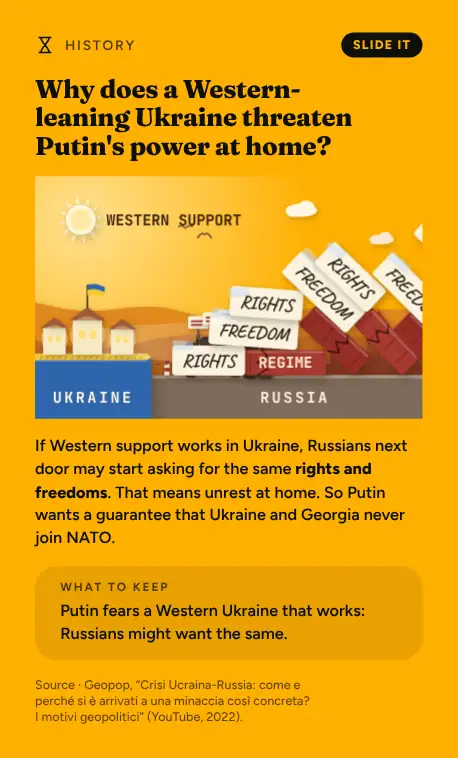 HISTORY
SLIDE IT
Why does a Western-
leaning Ukraine threaten
Putin's power at home?
WESTERN SUPPORT
RIGHTS
FREEDOM
FREEDOM
RIGHTS
FREEDOM
RIGHTS
REGIME
UKRAINE
RUSSIA
If Western support works in Ukraine, Russians next
door may start asking for the same rights and
freedoms. That means unrest at home. So Putin
wants a guarantee that Ukraine and Georgia never
join NATO.
WHAT TO KEEP
Putin fears a Western Ukraine that works:
Russians might want the same.
Source · Geopop, “Crisi Ucraina-Russia: come e
perché si è arrivati a una minaccia così concreta?
I motivi geopolitici” (YouTube, 2022).